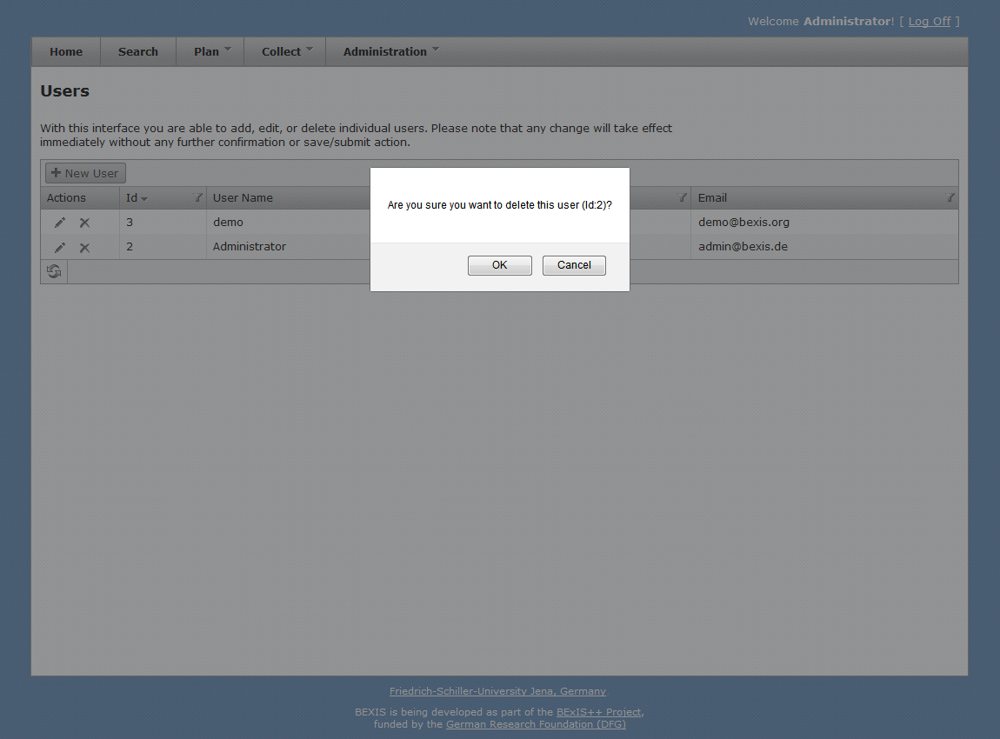 Welcome Administrator! [ Log Off ]
Home Search Plan Collect Administration
Users
With this interface you are able to add, edit, or delete individual users. Please note that any change will take effect
immediately without any further confirmation or save/submit action.
New User
Actions Id User Name Email
3 demo demo@bexis.org
2 Administrator admin@bexis.de
Are you sure you want to delete this user (Id:2)?
OK Cancel
Friedrich-Schiller-University Jena, Germany
BEXIS is being developed as part of the BExIS++ Project,
funded by the German Research Foundation (DFG)